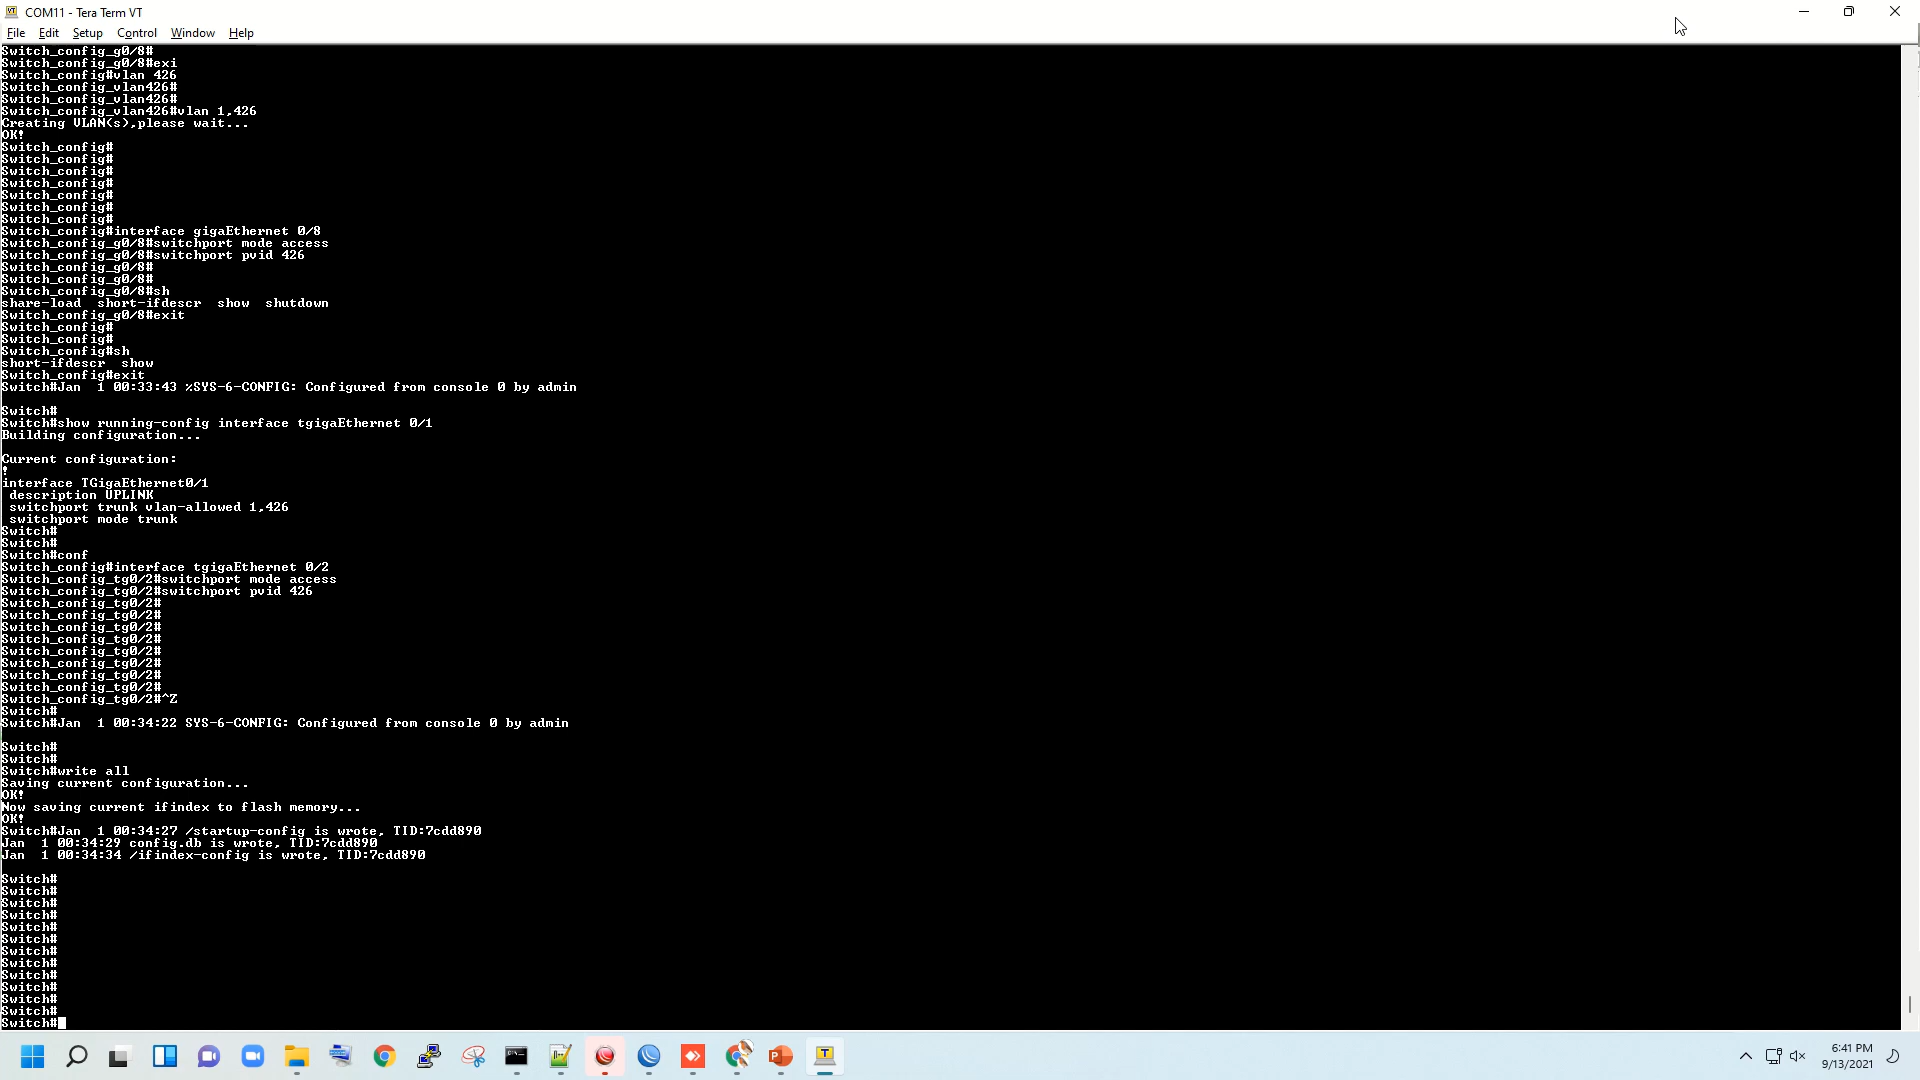 COM11 - Tera Term VT
File Edit Setup Control Window Help
Switch_config_g0/8#
Switch_config_g0/8#exi
Switch_config#vlan 426
Switch_config_vlan426#
Switch_config_vlan426#
Switch_config_vlan426#vlan 1,426
Creating VLAN(s),please wait...
OK!
Switch_config#
Switch_config#
Switch_config#
Switch_config#
Switch_config#
Switch_config#
Switch_config#
Switch_config#interface gigaEthernet 0/8
Switch_config_g0/8#switchport mode access
Switch_config_g0/8#switchport pvid 426
Switch_config_g0/8#
Switch_config_g0/8#
Switch_config_g0/8#sh
share-load short-ifdescr show shutdown
Switch_config_g0/8#exit
Switch_config#
Switch_config#
Switch_config#sh
short-ifdescr show
Switch_config#exit
Switch#Jan 1 00:33:43 %SYS-6-CONFIG: Configured from console 0 by admin
Switch#
Switch#show running-config interface tgigaEthernet 0/1
Building configuration...
Current configuration:
!
interface TGigaEthernet0/1
description UPLINK
switchport trunk vlan-allowed 1,426
switchport mode trunk
Switch#
Switch#
Switch#conf
Switch_config#interface tgigaEthernet 0/2
Switch_config_tg0/2#switchport mode access
Switch_config_tg0/2#switchport pvid 426
Switch_config_tg0/2#
Switch_config_tg0/2#
Switch_config_tg0/2#
Switch_config_tg0/2#
Switch_config_tg0/2#
Switch_config_tg0/2#
Switch_config_tg0/2#
Switch_config_tg0/2#
Switch_config_tg0/2#^Z
Switch#
Switch#Jan 1 00:34:22 SYS-6-CONFIG: Configured from console 0 by admin
Switch#
Switch#
Switch#write all
Saving current configuration...
OK!
Now saving current ifindex to flash memory...
OK!
Switch#Jan 1 00:34:27 /startup-config is wrote, TID:7cdd890
Jan 1 00:34:29 config.db is wrote, TID:7cdd890
Jan 1 00:34:34 /ifindex-config is wrote, TID:7cdd890
Switch#
Switch#
Switch#
Switch#
Switch#
Switch#
Switch#
Switch#
Switch#
Switch#
Switch#
Switch#
Switch#
6:41 PM
9/13/2021